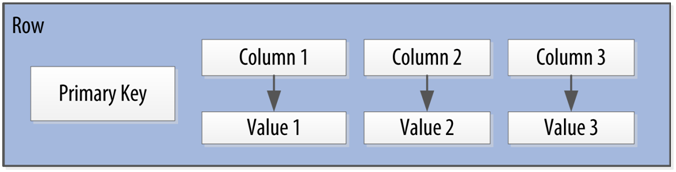 Row
Primary Key
Column 1
Column 2
Column 3
Value 1
Value 2
Value 3